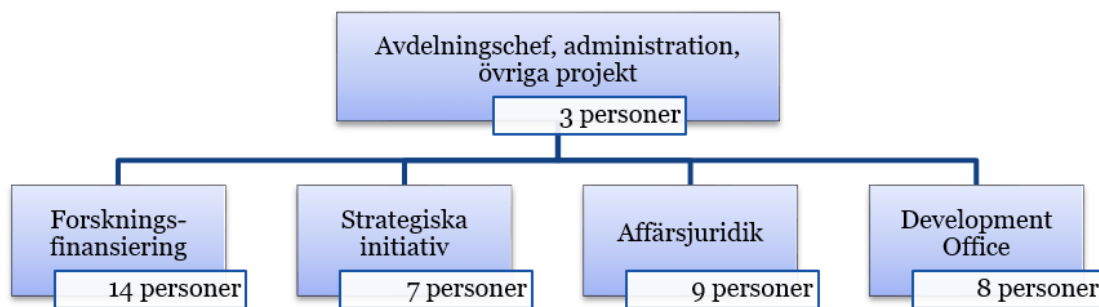 Avdelningschef, administration,
övriga projekt
3 personer
Forsknings-
finansiering
14 personer
Strategiska
initiativ
7 personer
Affärsjuridik
9 personer
Development
Office
8 personer